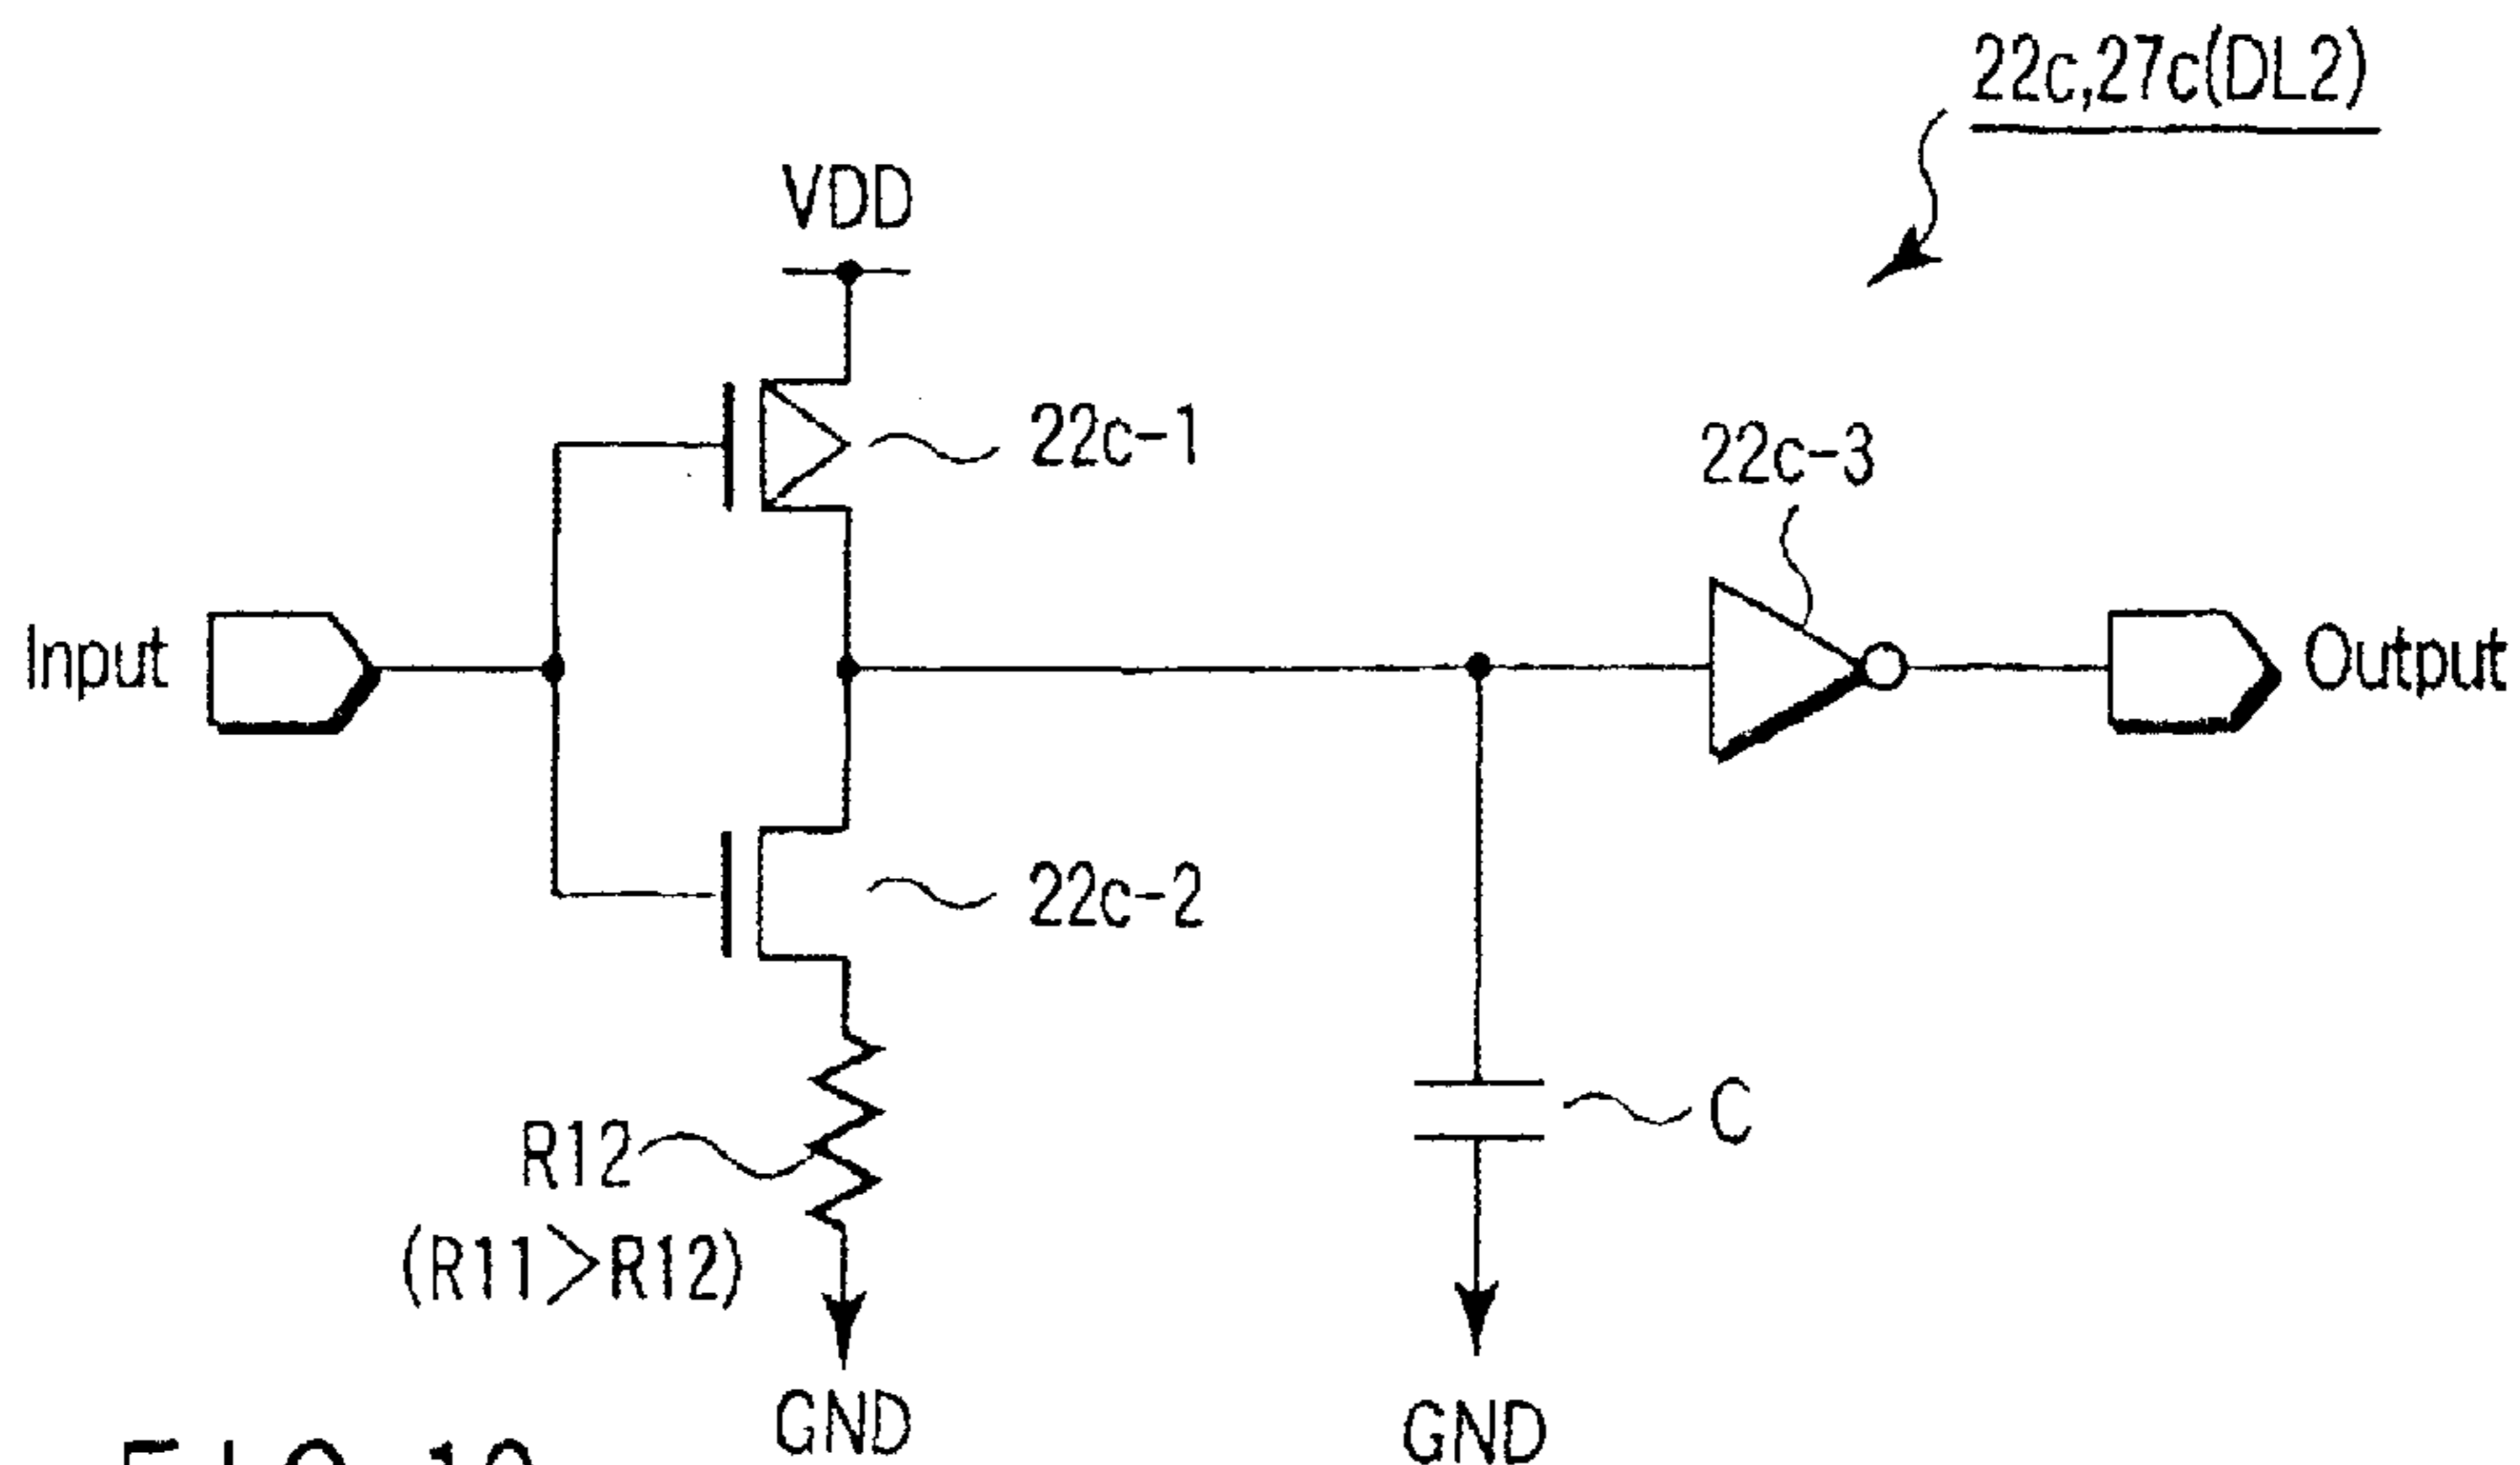 22c,27c(DL2)
VDD
22c-1
22c-3
Input
Output
22c-2
R12
(R11>R12)
C
GND
GND